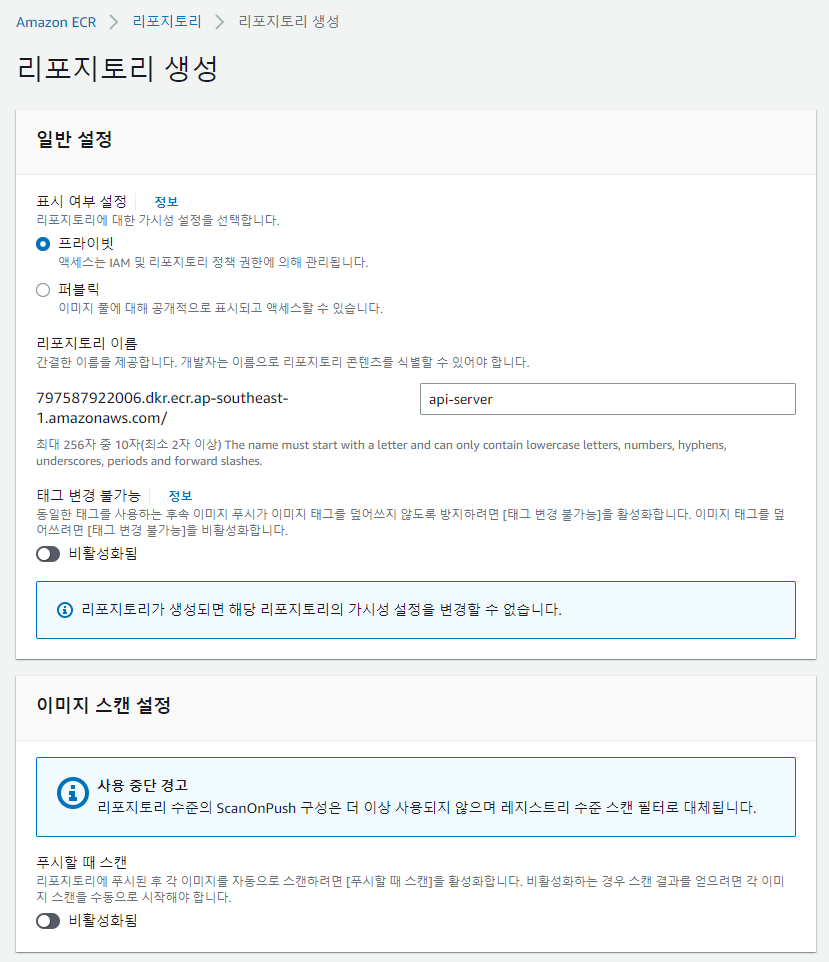 Amazon ECR > 리포지토리 > 리포지토리 생성
리포지토리 생성
일반 설정
표시 여부 설정 정보
리포지토리에 대한 가시성 설정을 선택합니다.
프라이빗
액세스는 IAM 및 리포지토리 정책 권한에 의해 관리됩니다.
퍼블릭
이미지 풀에 대해 공개적으로 표시되고 액세스할 수 있습니다.
리포지토리 이름
간결한 이름을 제공합니다. 개발자는 이름으로 리포지토리 콘텐츠를 식별할 수 있어야 합니다.
797587922006.dkr.ecr.ap-southeast-
1.amazonaws.com/
api-server
최대 256자 중 10자(최소 2자 이상) The name must start with a letter and can only contain lowercase letters, numbers, hyphens,
underscores, periods and forward slashes.
태그 변경 불가능 정보
동일한 태그를 사용하는 후속 이미지 푸시가 이미지 태그를 덮어쓰지 않도록 방지하려면 [태그 변경 불가능]을 활성화합니다. 이미지 태그를 덮
어쓰려면 [태그 변경 불가능]을 비활성화합니다.
비활성화됨
리포지토리가 생성되면 해당 리포지토리의 가시성 설정을 변경할 수 없습니다.
이미지 스캔 설정
사용 중단 경고
리포지토리 수준의 ScanOnPush 구성은 더 이상 사용되지 않으며 레지스트리 수준 스캔 필터로 대체됩니다.
푸시할 때 스캔
리포지토리에 푸시된 후 각 이미지를 자동으로 스캔하려면 [푸시할 때 스캔]을 활성화합니다. 비활성화하는 경우 스캔 결과를 얻으려면 각 이미
지 스캔을 수동으로 시작해야 합니다.
비활성화됨